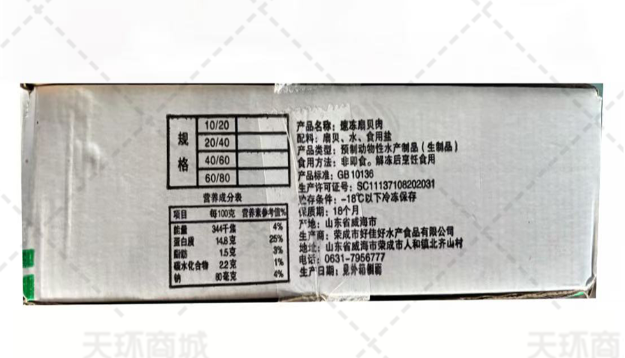 规格
10/20
20/40
40/60
60/80
营养成分表
项目 每100克 营养素参考值%
能量 344千焦 4%
蛋白质 14.8克 25%
脂肪 1.5克 3%
碳水化合物 2.2克 1%
钠 80毫克 4%
产品名称：速冻扇贝肉
配料：扇贝、水、食用盐
产品类型：预制动物性水产制品（生制品）
食用方法：非即食。解冻后烹饪食用
产品标准：GB 10136
生产许可证号：SC11137108202031
贮存条件：-18℃以下冷冻保存
保质期：18个月
产地：山东省威海市
生产商：荣成市好佳好水产食品有限公司
地址：山东省威海市荣成市人和镇北齐山村
电话：0631-7956777
生产日期：见外箱侧面
天环商城
天环商城